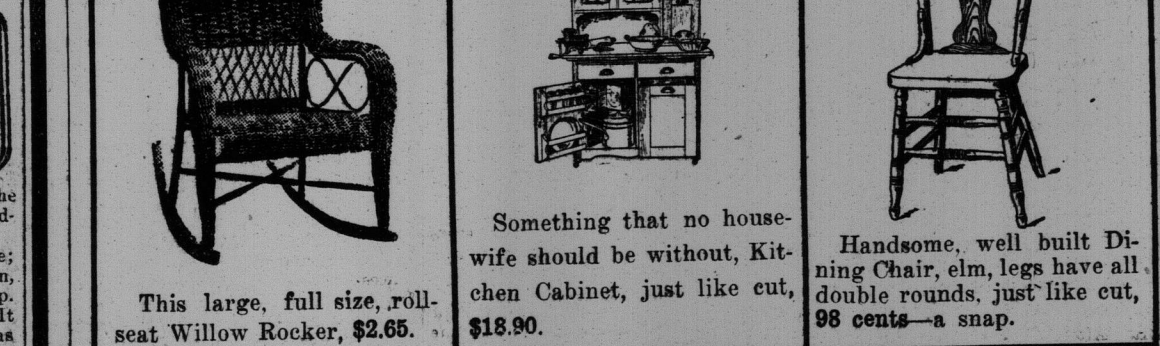 This large, full size, roll-
seat Willow Rocker, $2.65.
Something that no house-
wife should be without, Kit-
chen Cabinet, just like cut,
$18.90.
Handsome, well built Di-
ning Chair, elm, legs have all
double rounds, just like cut,
98 cents—a snap.